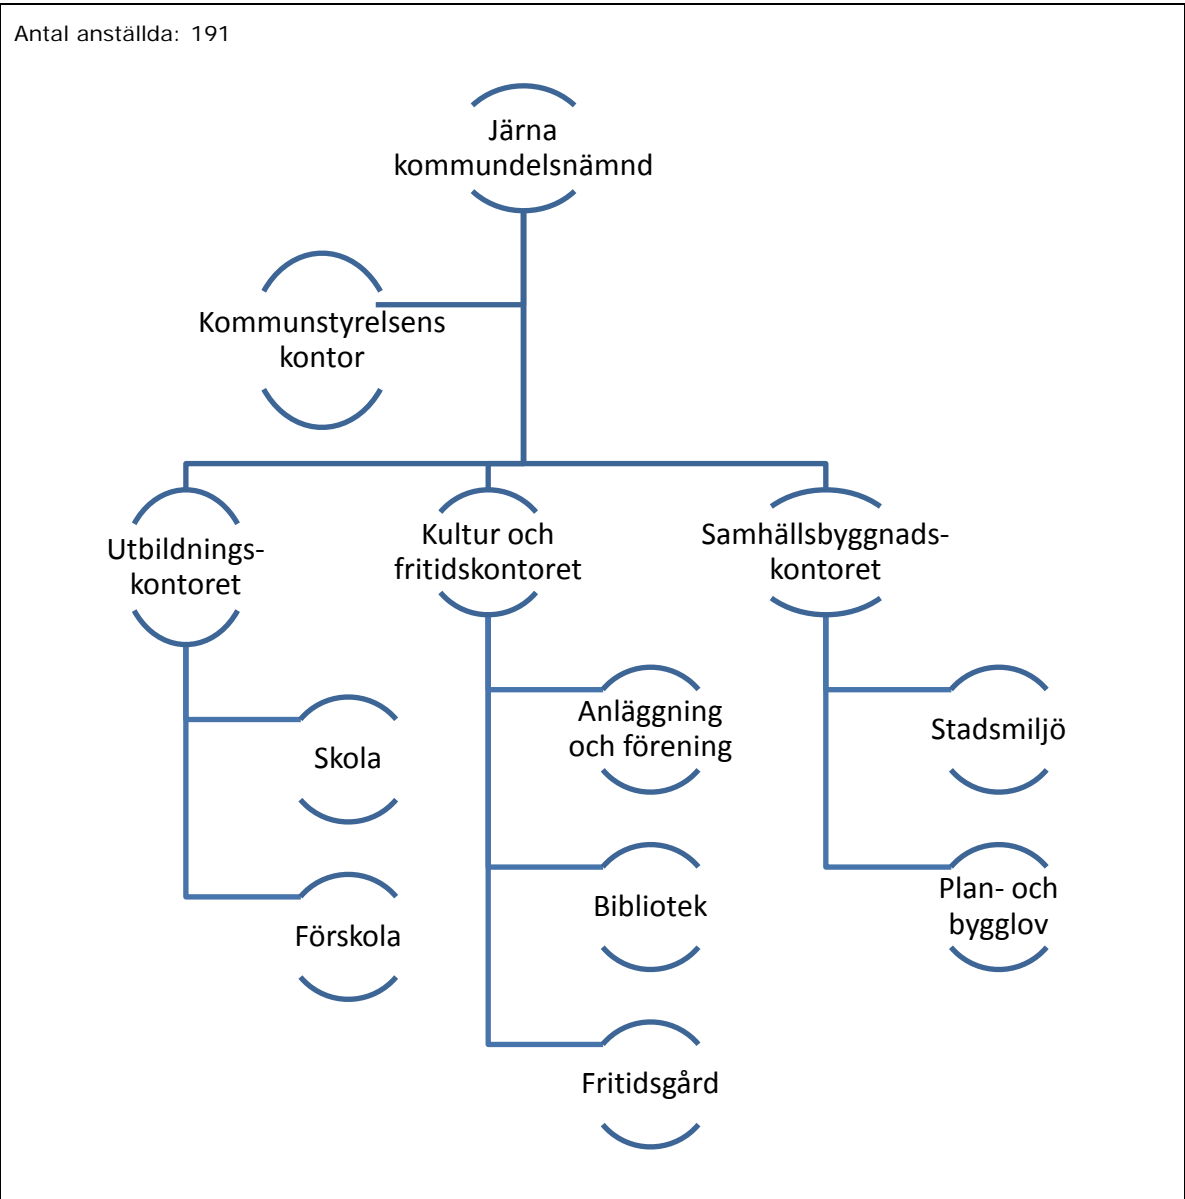 Antal anställda: 191
Järna
kommundelsnämnd
Kommunstyrelsens
kontor
Utbildnings-
kontoret
Kultur och
fritidskontoret
Samhällsbyggnads-
kontoret
Skola
Förskola
Anläggning
och förening
Bibliotek
Fritidsgård
Stadsmiljö
Plan- och
bygglov